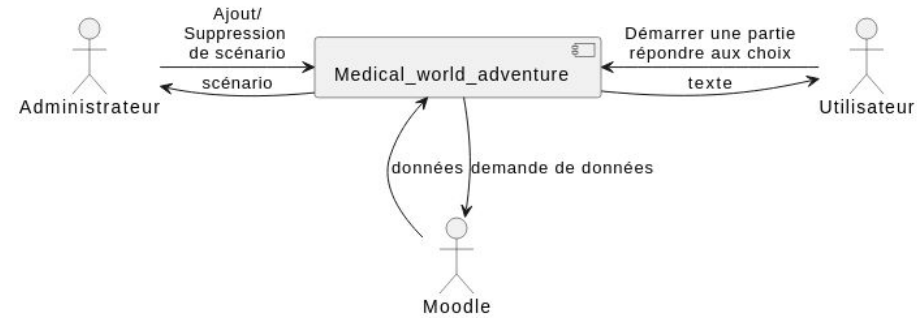 Ajout/
Suppression
de scénario
scénario
Administrateur
Medical_world_adventure
Démarrer une partie
répondre aux choix
texte
Utilisateur
données
demande de données
Moodle